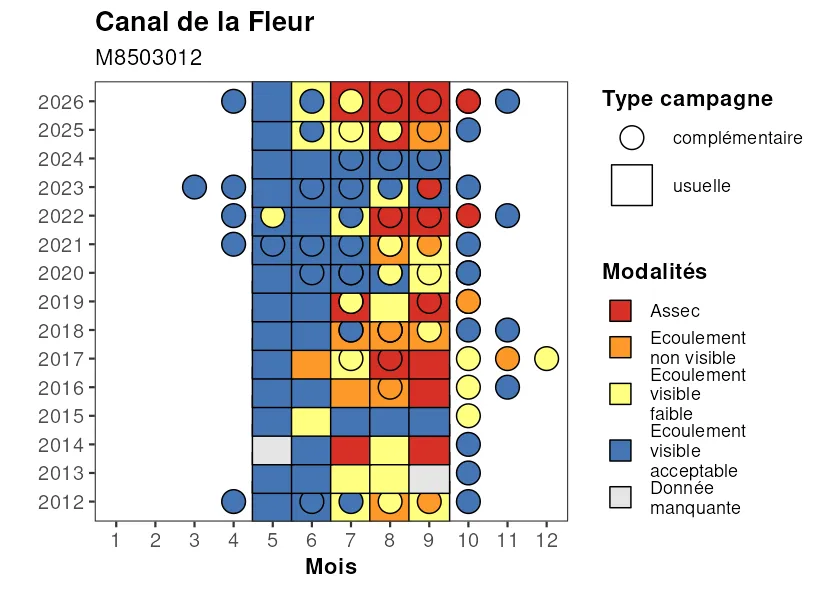 Canal de la Fleur
M8503012
2026
2025
2024
2023
2022
2021
2020
2019
2018
2017
2016
2015
2014
2013
2012
1 2 3 4 5 6 7 8 9 10 11 12
Mois
Type campagne
complémentaire
usuelle
Modalités
Assec
Ecoulement
non visible
Ecoulement
visible
faible
Ecoulement
visible
acceptable
Donnée
manquante